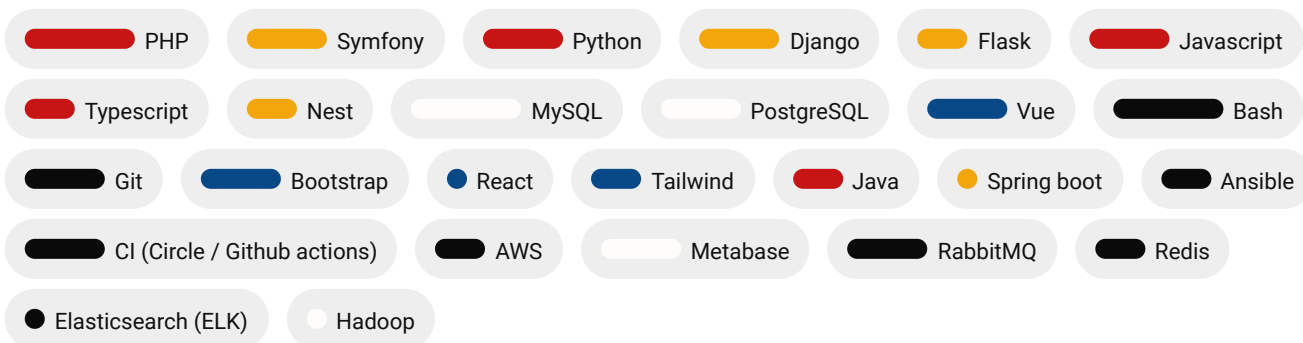 PHP Symfony Python Django Flask Javascript
Typescript Nest MySQL PostgreSQL Vue Bash
Git Bootstrap React Tailwind Java Spring boot Ansible
CI (Circle / Github actions) AWS Metabase RabbitMQ Redis
Elasticsearch (ELK) Hadoop